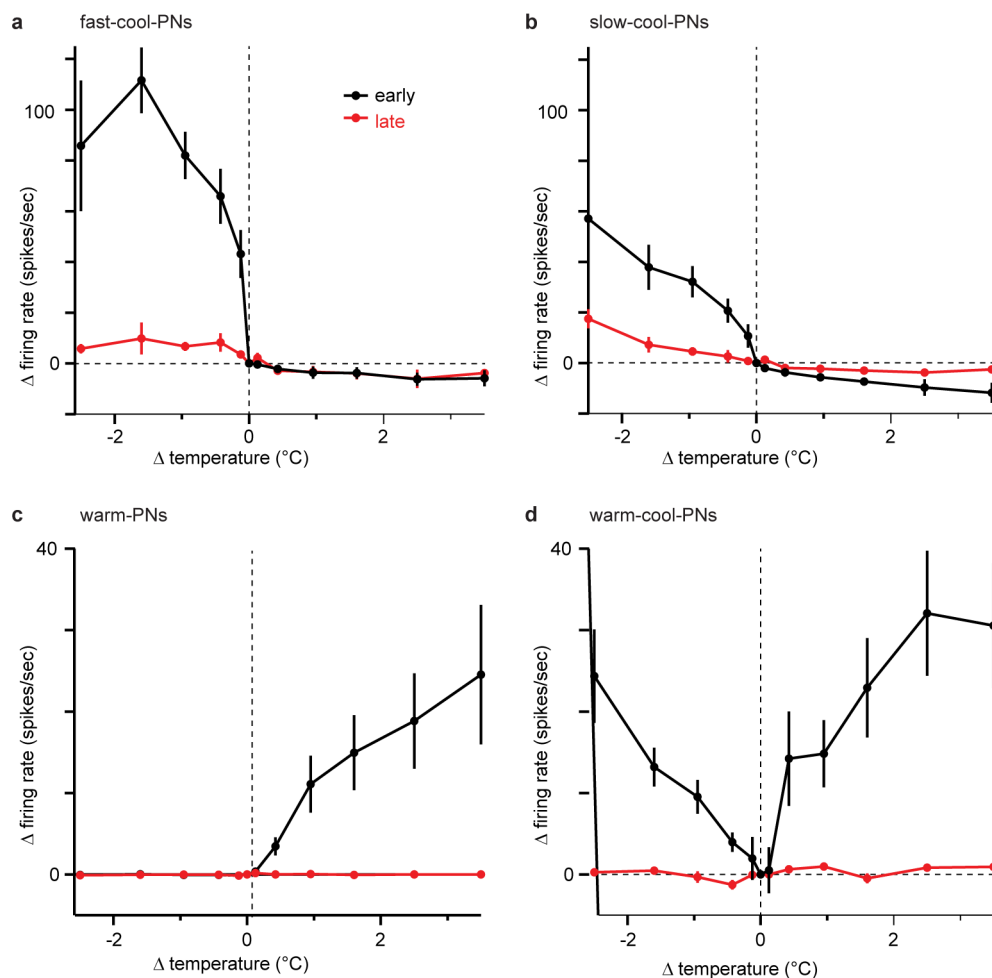 a fast-cool-PNs
b slow-cool-PNs
100
early
late
0
Δ firing rate (spikes/sec)
-2 0 2
Δ temperature (°C)
100
0
Δ firing rate (spikes/sec)
-2 0 2
Δ temperature (°C)
c warm-PNs
d warm-cool-PNs
40
0
Δ firing rate (spikes/sec)
-2 0 2
Δ temperature (°C)
40
0
Δ firing rate (spikes/sec)
-2 0 2
Δ temperature (°C)